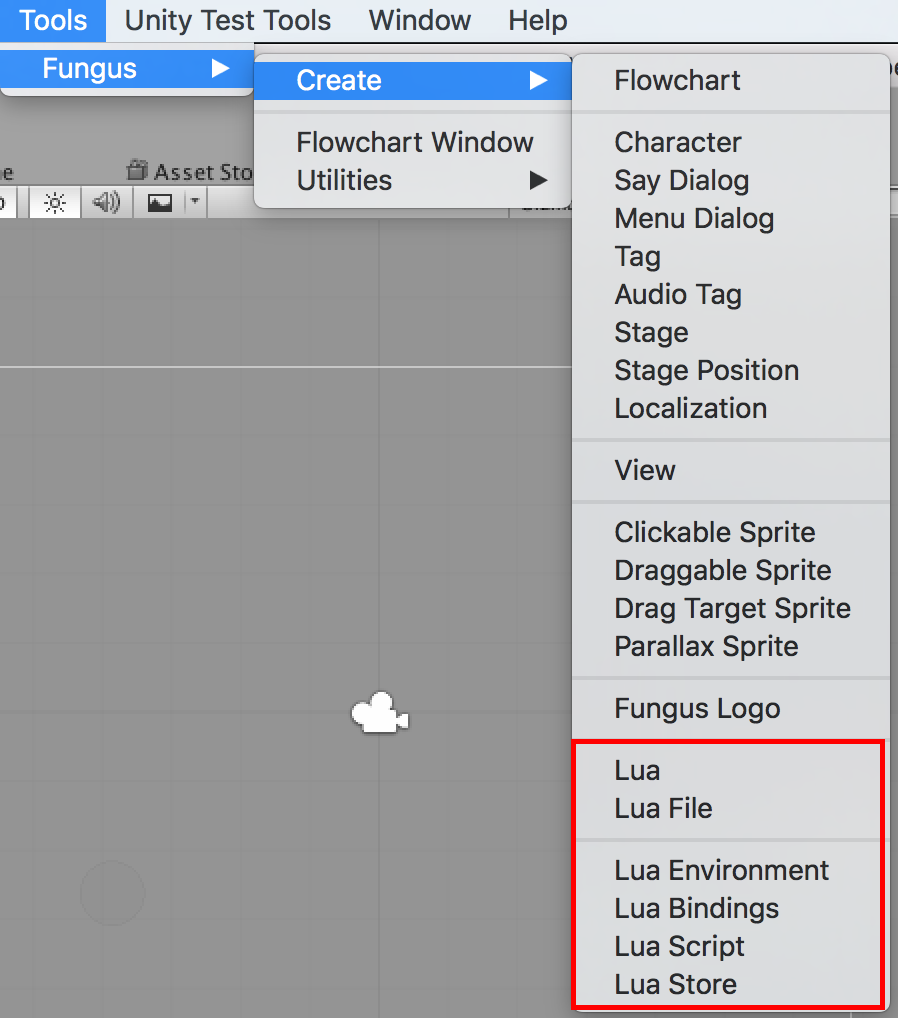 Tools Unity Test Tools Window Help
Fungus
Create
Flowchart Window
Utilities
Flowchart
Character
Say Dialog
Menu Dialog
Tag
Audio Tag
Stage
Stage Position
Localization
View
Clickable Sprite
Draggable Sprite
Drag Target Sprite
Parallax Sprite
Fungus Logo
Lua
Lua File
Lua Environment
Lua Bindings
Lua Script
Lua Store
Asset Sto